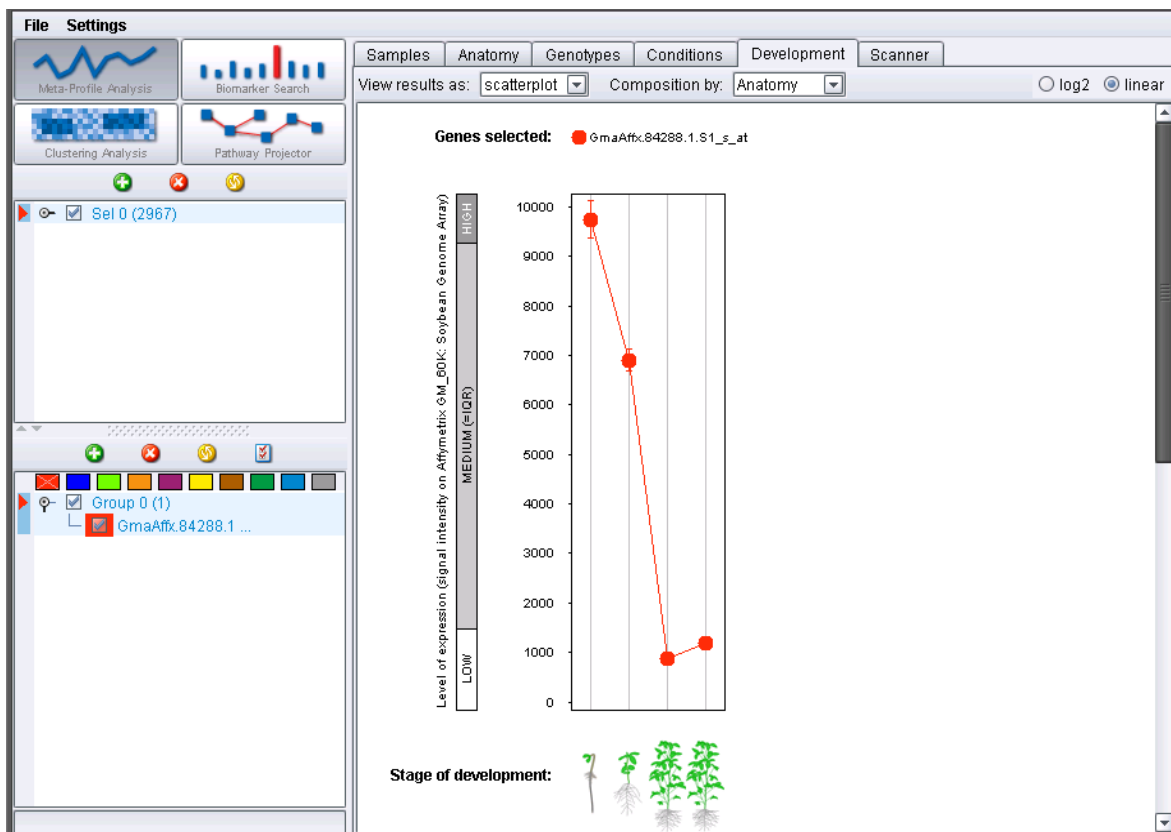 File Settings
Meta-Profile Analysis
Biomarker Search
Clustering Analysis
Pathway Projector
Sel 0 (2967)
Group 0 (1)
GmaAffx.84288.1 ...
Samples Anatomy Genotypes Conditions Development Scanner
View results as: scatterplot Composition by: Anatomy log2 linear
Genes selected: GmaAffx.84288.1.S1_s_at
Level of expression (signal intensity on Affymetrix GM_60K: Soybean Genome Array)
HIGH
MEDIUM (=IQR)
LOW
10000
9000
8000
7000
6000
5000
4000
3000
2000
1000
0
Stage of development: